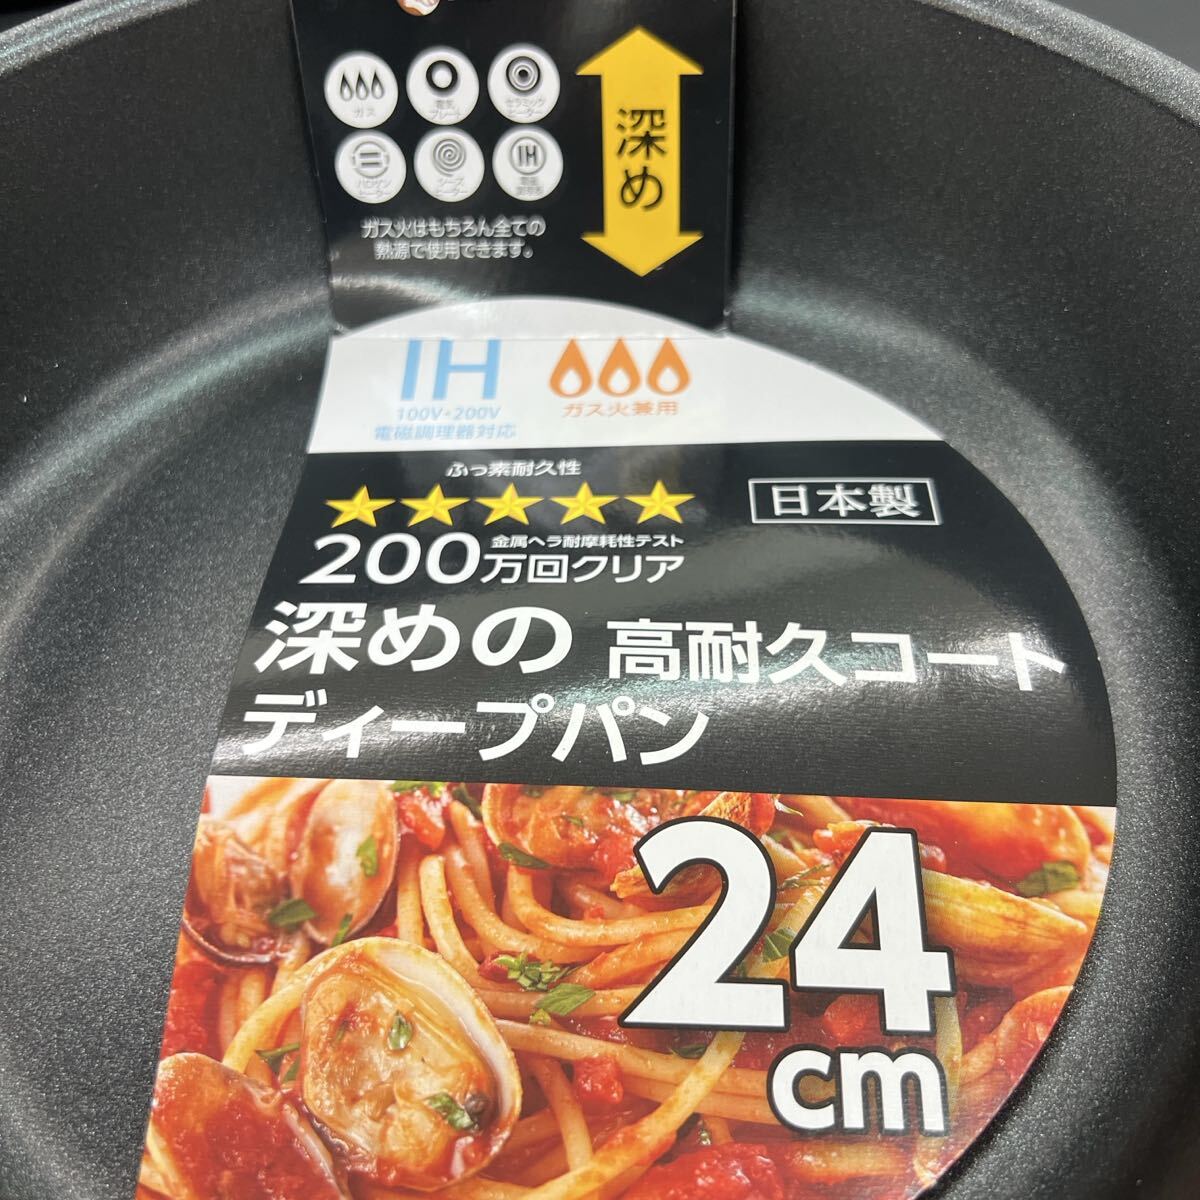 ガス
電気
プレート
セラミック
ヒーター
ハロゲン
ヒーター
シーズ
ヒーター
IH
ガス火はもちろん全ての
熱源で使用できます。
深め
IH
100V・200V
電磁調理器対応
ガス火兼用
ふっ素耐久性
日本製
金属ヘラ耐摩耗性テスト
200万回クリア
深めの 高耐久コート
ディープパン
24
cm